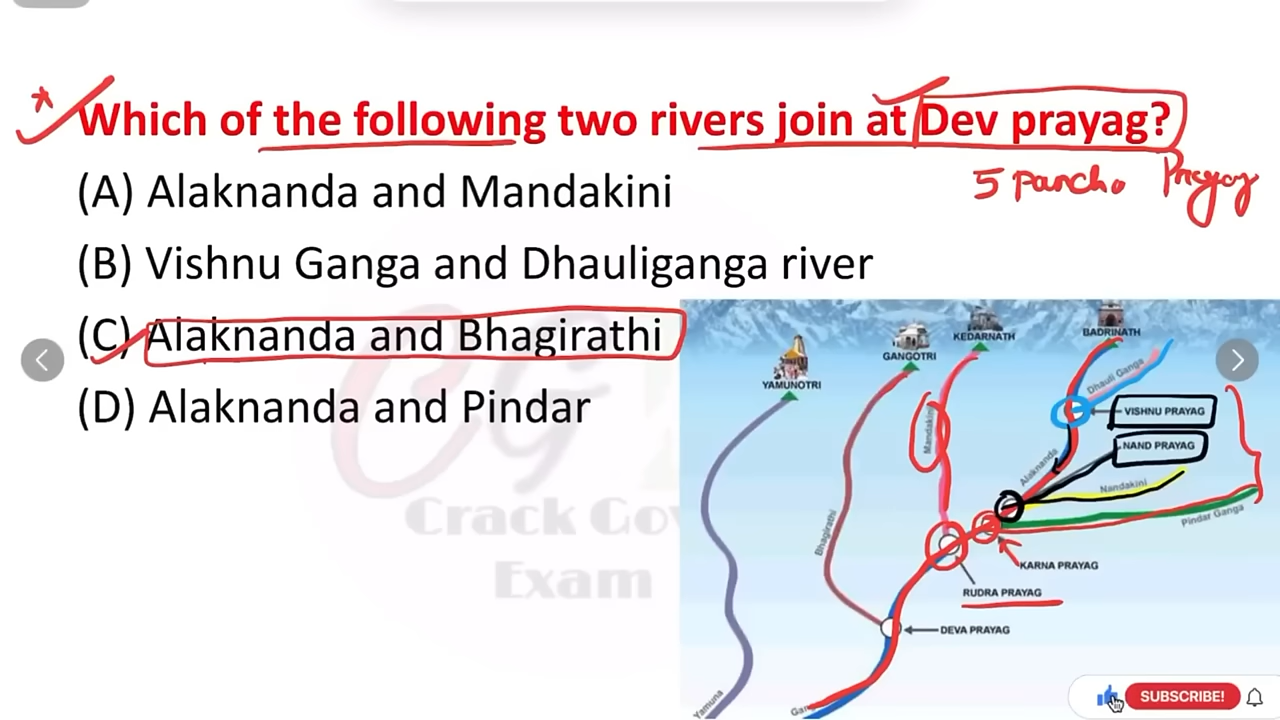 Which of the following two rivers join at Dev prayag?
5 panch Prayag
(A) Alaknanda and Mandakini
(B) Vishnu Ganga and Dhauliganga river
(C) Alaknanda and Bhagirathi
(D) Alaknanda and Pindar
Crack Go
Exam
YAMUNOTRI
GANGOTRI
KEDARNATH
BADRINATH
Dhauli Ganga
VISHNU PRAYAG
NAND PRAYAG
Mandakini
Alaknanda
Nandakini
Pindar Ganga
Bhagirathi
KARNA PRAYAG
RUDRA PRAYAG
DEVA PRAYAG
Yamuna
SUBSCRIBE!